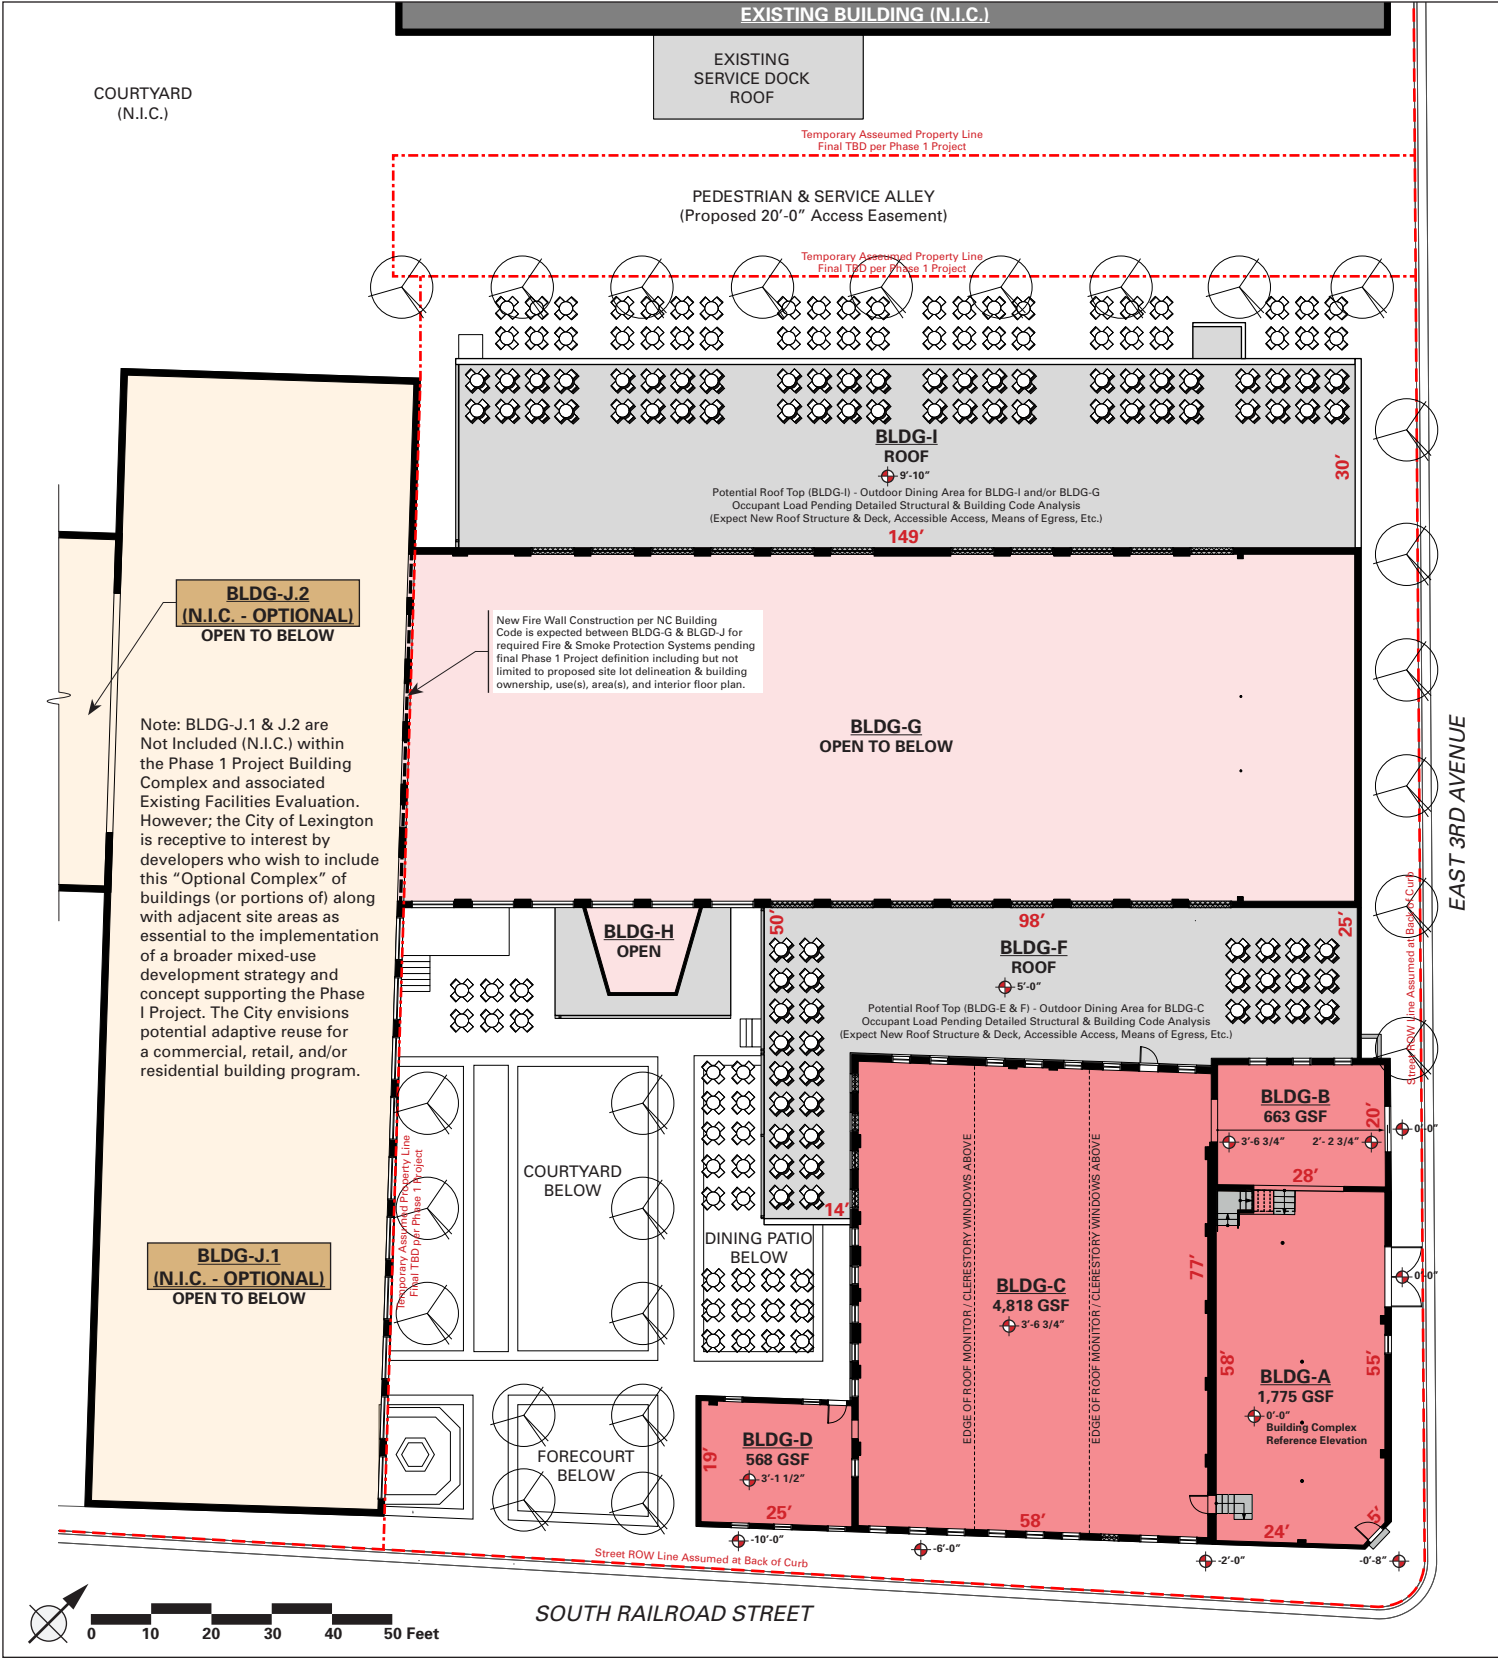 EXISTING BUILDING (N.I.C.)
EXISTING
SERVICE DOCK
ROOF
COURTYARD
(N.I.C.)
Temporary Asseumed Property Line
Final TBD per Phase 1 Project
PEDESTRIAN & SERVICE ALLEY
(Proposed 20'-0" Access Easement)
Temporary Asseumed Property Line
Final TBD per Phase 1 Project
BLDG-I
ROOF
9'-10"
Potential Roof Top (BLDG-I) - Outdoor Dining Area for BLDG-I and/or BLDG-G
Occupant Load Pending Detailed Structural & Building Code Analysis
(Expect New Roof Structure & Deck, Accessible Access, Means of Egress, Etc.)
149'
30'
BLDG-J.2
(N.I.C. - OPTIONAL)
OPEN TO BELOW
New Fire Wall Construction per NC Building
Code is expected between BLDG-G & BLGD-J for
required Fire & Smoke Protection Systems pending
final Phase 1 Project definition including but not
limited to proposed site lot delineation & building
ownership, use(s), area(s), and interior floor plan.
BLDG-G
OPEN TO BELOW
Note: BLDG-J.1 & J.2 are
Not Included (N.I.C.) within
the Phase 1 Project Building
Complex and associated
Existing Facilities Evaluation.
However; the City of Lexington
is receptive to interest by
developers who wish to include
this “Optional Complex” of
buildings (or portions of) along
with adjacent site areas as
essential to the implementation
of a broader mixed-use
development strategy and
concept supporting the Phase
I Project. The City envisions
potential adaptive reuse for
a commercial, retail, and/or
residential building program.
EAST 3RD AVENUE
Street ROW Line Assumed at Back of Curb
BLDG-H
OPEN
50'
98'
25'
BLDG-F
ROOF
5'-0"
Potential Roof Top (BLDG-E & F) - Outdoor Dining Area for BLDG-C
Occupant Load Pending Detailed Structural & Building Code Analysis
(Expect New Roof Structure & Deck, Accessible Access, Means of Egress, Etc.)
14'
BLDG-B
663 GSF
3'-6 3/4"
2'- 2 3/4"
20'
28'
0'-0"
Temporary Assumed Property Line
Final TBD per Phase 1 Project
COURTYARD
BELOW
DINING PATIO
BELOW
EDGE OF ROOF MONITOR / CLERESTORY WINDOWS ABOVE
EDGE OF ROOF MONITOR / CLERESTORY WINDOWS ABOVE
BLDG-C
4,818 GSF
3'-6 3/4"
77'
58'
0'-0"
58'
55'
BLDG-A
1,775 GSF
0'-0"
Building Complex
Reference Elevation
24'
5'
BLDG-J.1
(N.I.C. - OPTIONAL)
OPEN TO BELOW
FORECOURT
BELOW
BLDG-D
568 GSF
3'-1 1/2"
19'
25'
-10'-0"
-6'-0"
-2'-0"
-0'-8"
Street ROW Line Assumed at Back of Curb
SOUTH RAILROAD STREET
0 10 20 30 40 50 Feet